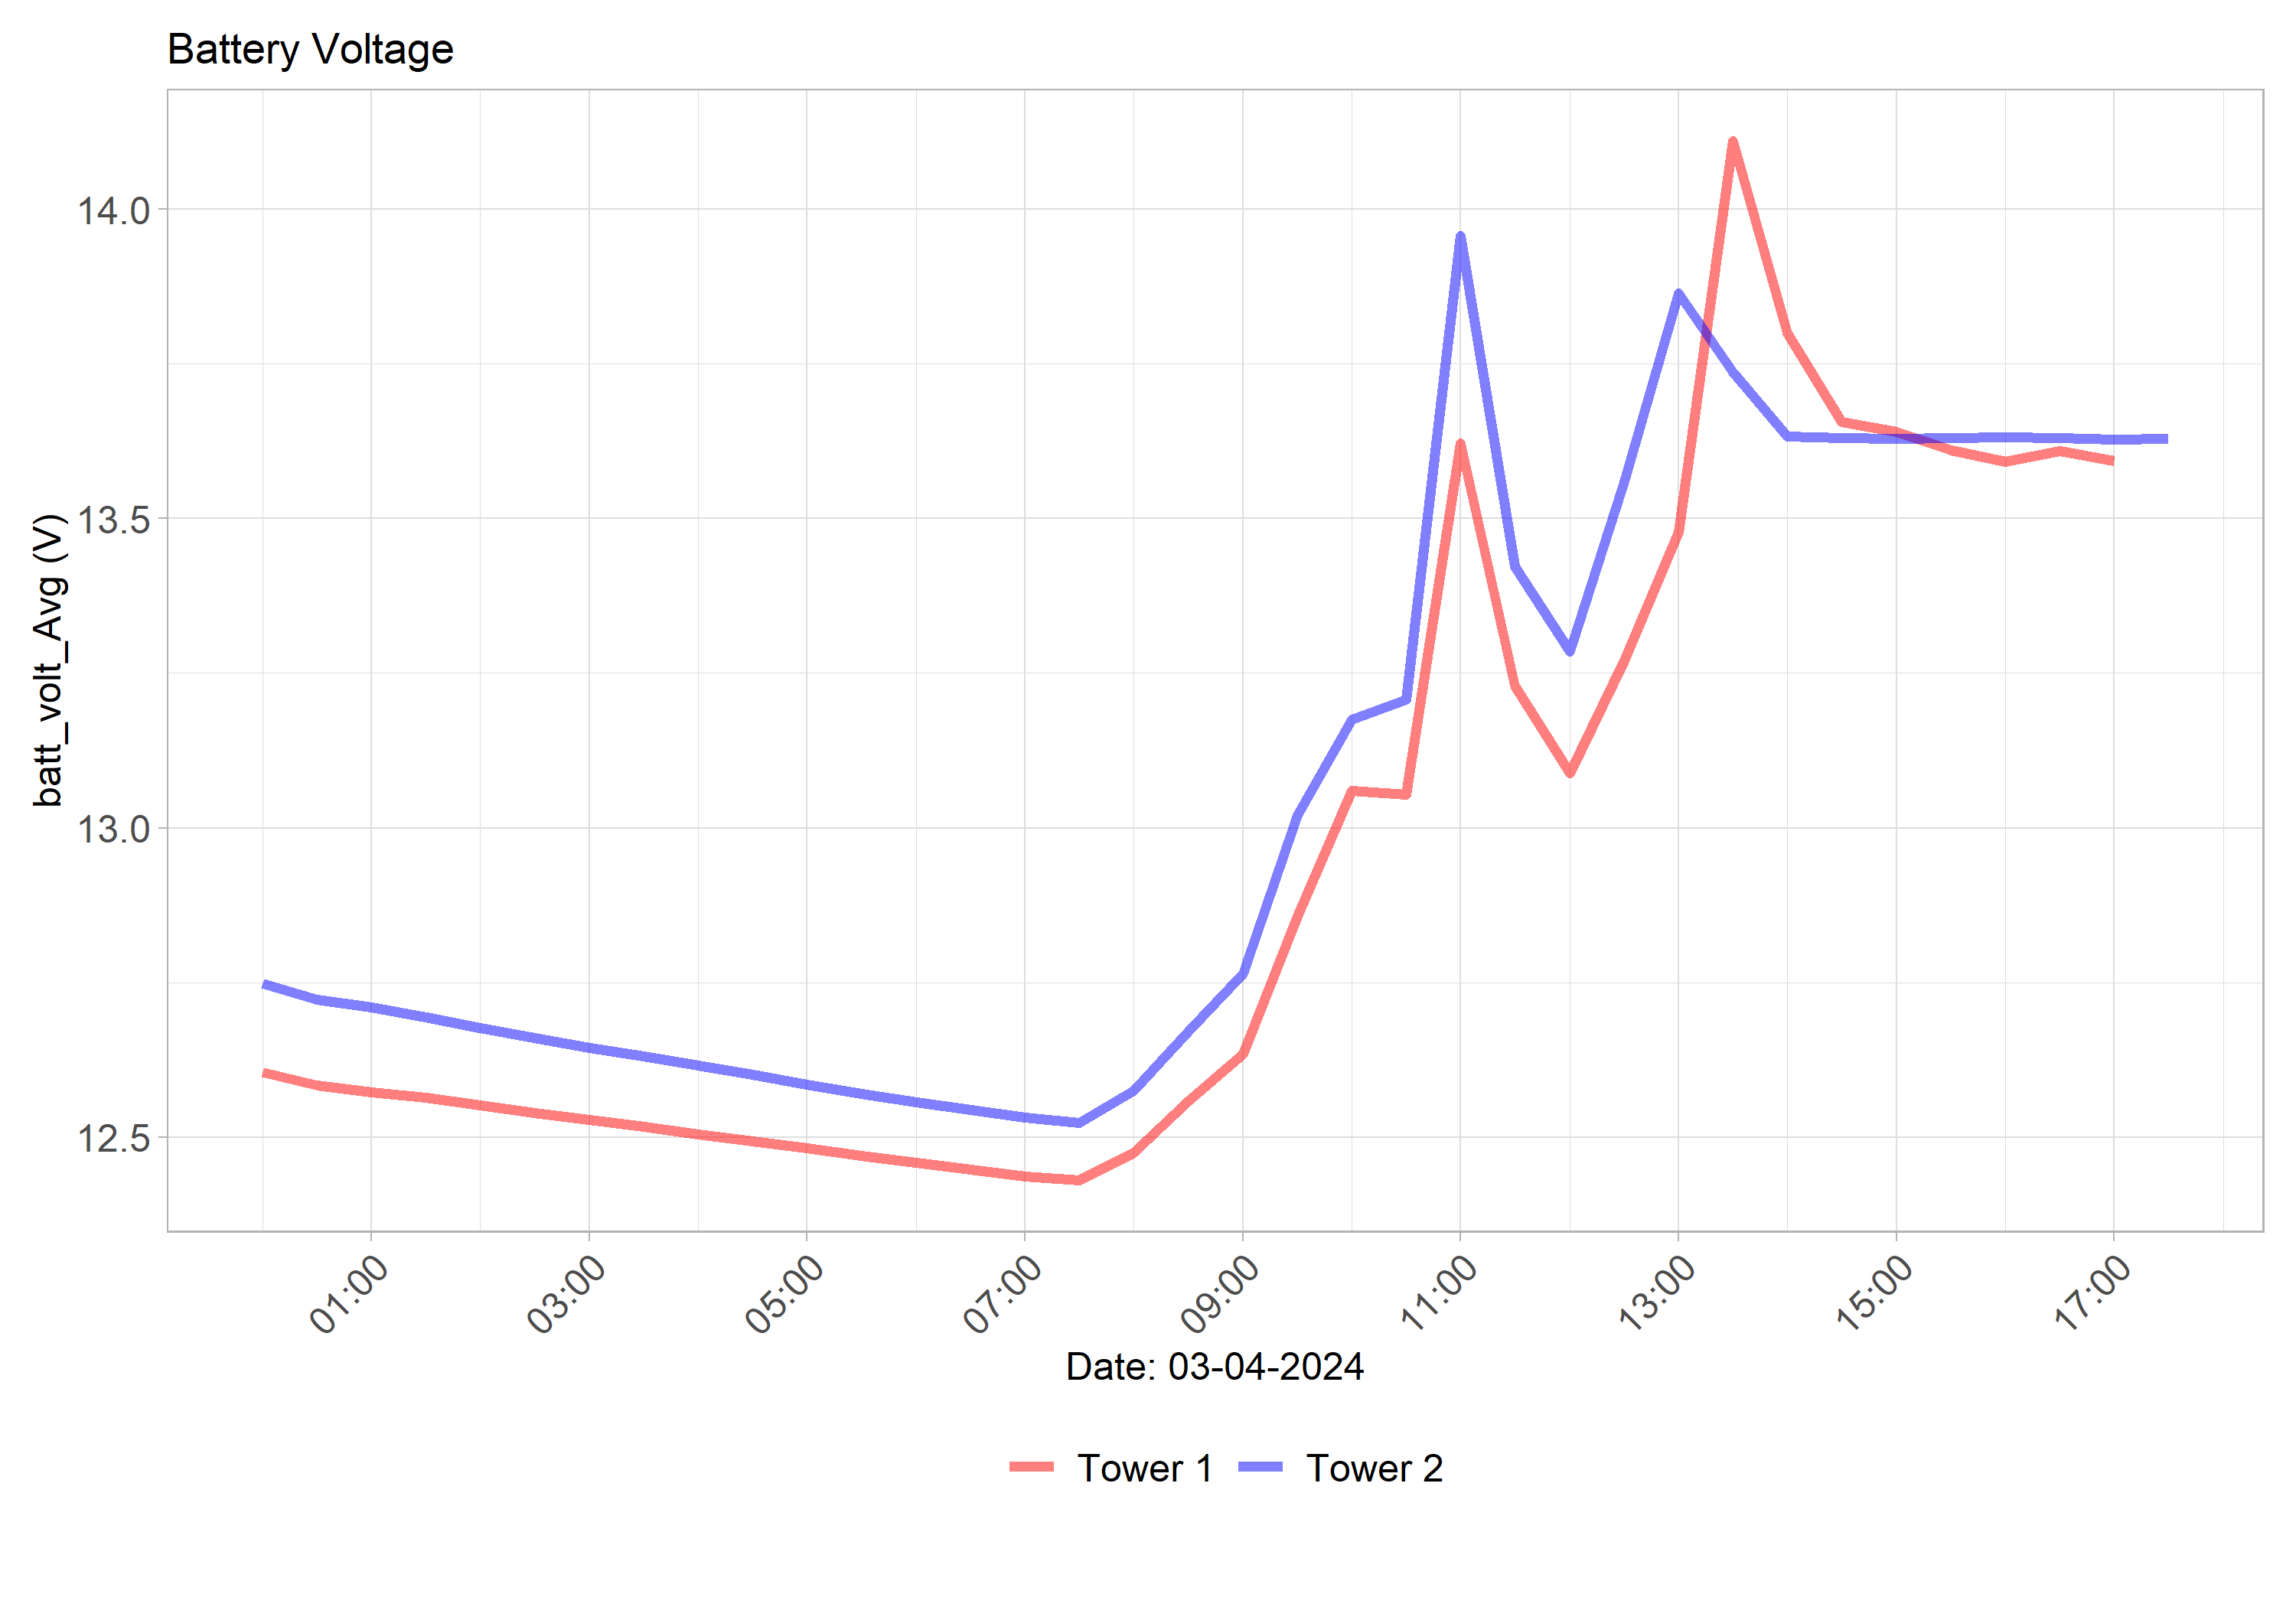 Battery Voltage
batt_volt_Avg (V)
14.0
13.5
13.0
12.5
01:00 03:00 05:00 07:00 09:00 11:00 13:00 15:00 17:00
Date: 03-04-2024
Tower 1 Tower 2